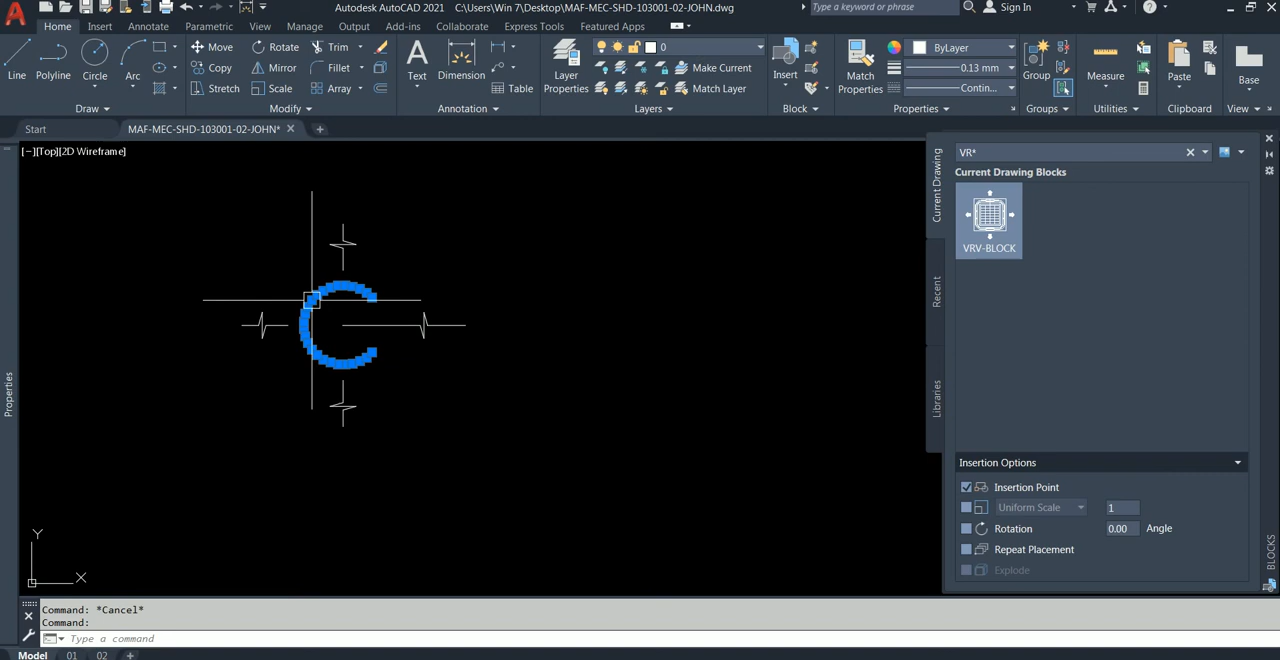 Autodesk AutoCAD 2021 C:\Users\Win 7\Desktop\MAF-MEC-SHD-103001-02-JOHN.dwg
Type a keyword or phrase
Sign In
Home Insert Annotate Parametric View Manage Output Add-ins Collaborate Express Tools Featured Apps
Line
Polyline
Circle
Arc
Draw
Move
Rotate
Trim
Copy
Mirror
Fillet
Stretch
Scale
Array
Modify
Text
Dimension
Table
Annotation
Layer
Properties
0
Make Current
Match Layer
Layers
Insert
Block
Match
Properties
ByLayer
0.13 mm
Contin...
Properties
Group
Groups
Measure
Utilities
Paste
Clipboard
Base
View
Start
MAF-MEC-SHD-103001-02-JOHN*
[−][Top][2D Wireframe]
Properties
Y
X
Current Drawing
Recent
Libraries
VR*
Current Drawing Blocks
VRV-BLOCK
Insertion Options
Insertion Point
Uniform Scale 1
Rotation 0.00 Angle
Repeat Placement
Explode
BLOCKS
Command: *Cancel*
Command:
Type a command
Model 01 02